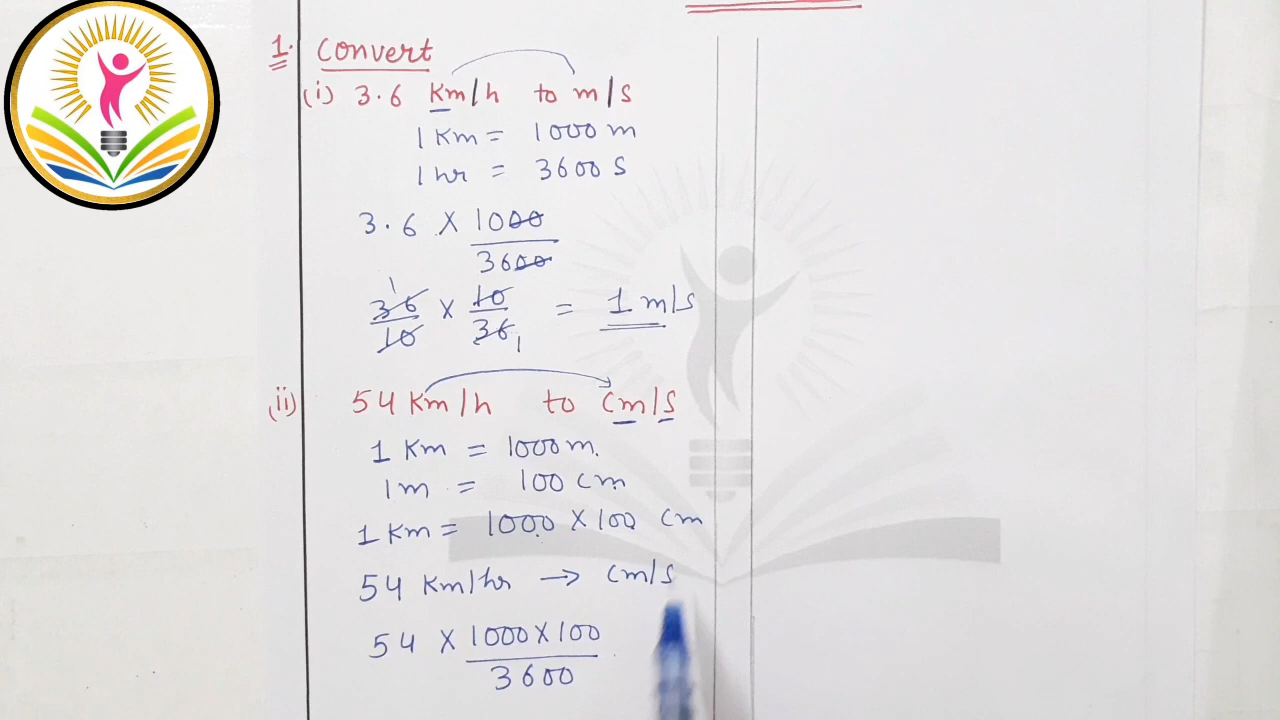 1. Convert
(i) 3.6 Km/h to m/s
1 Km = 1000 m
1 hr = 3600 S
3.6 X 1000/3600
36/10 X 10/36 = 1 m/s
1 1
ii) 54 Km/h to cm/s
1 Km = 1000 m.
1m = 100 cm
1 Km = 1000 X 100 cm
54 Km/hr → cm/s
54 X 1000 X 100/3600